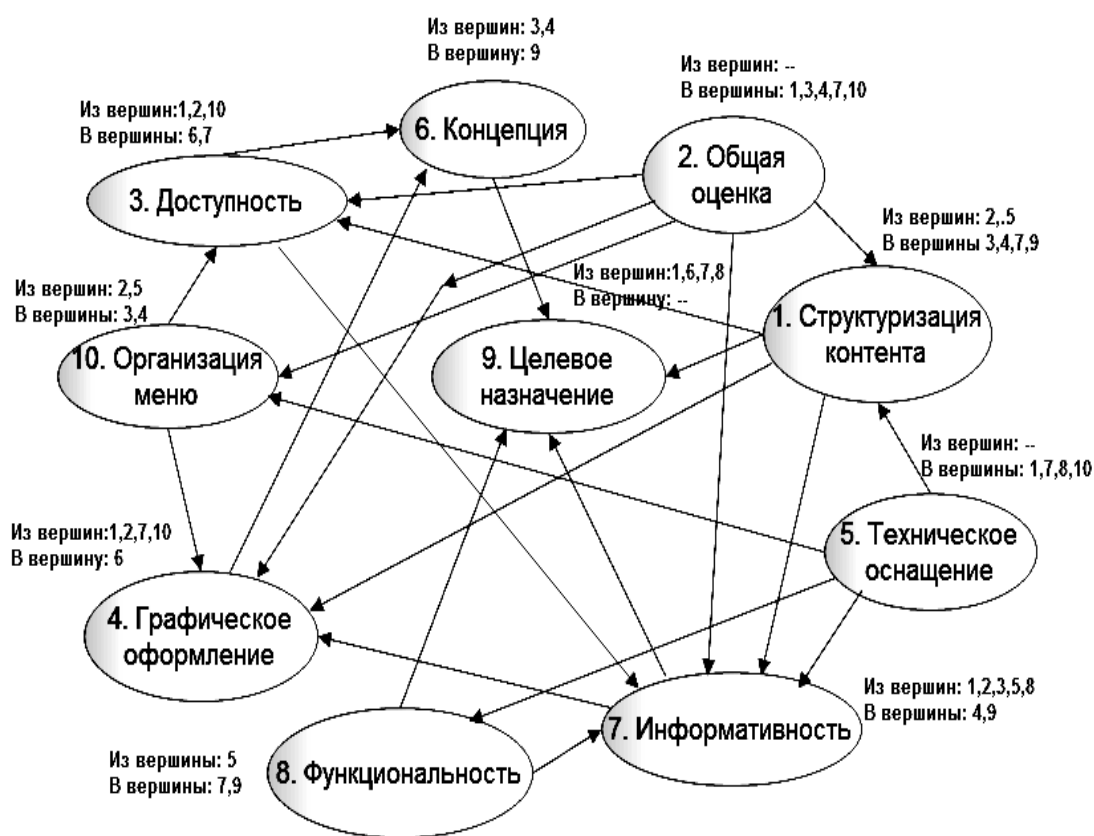 Из вершин: 3,4
В вершину: 9
Из вершин: --
В вершины: 1,3,4,7,10
Из вершин:1,2,10
В вершины: 6,7
6. Концепция
2. Общая
оценка
3. Доступность
Из вершин: 2,.5
В вершины 3,4,7,9
Из вершин:1,6,7,8
В вершину: --
Из вершин: 2,5
В вершины: 3,4
1. Структуризация
контента
10. Организация
меню
9. Целевое
назначение
Из вершин: --
В вершины: 1,7,8,10
Из вершин:1,2,7,10
В вершину: 6
5. Техническое
оснащение
4. Графическое
оформление
Из вершин: 1,2,3,5,8
В вершины: 4,9
7. Информативность
Из вершины: 5
В вершины: 7,9
8. Функциональность